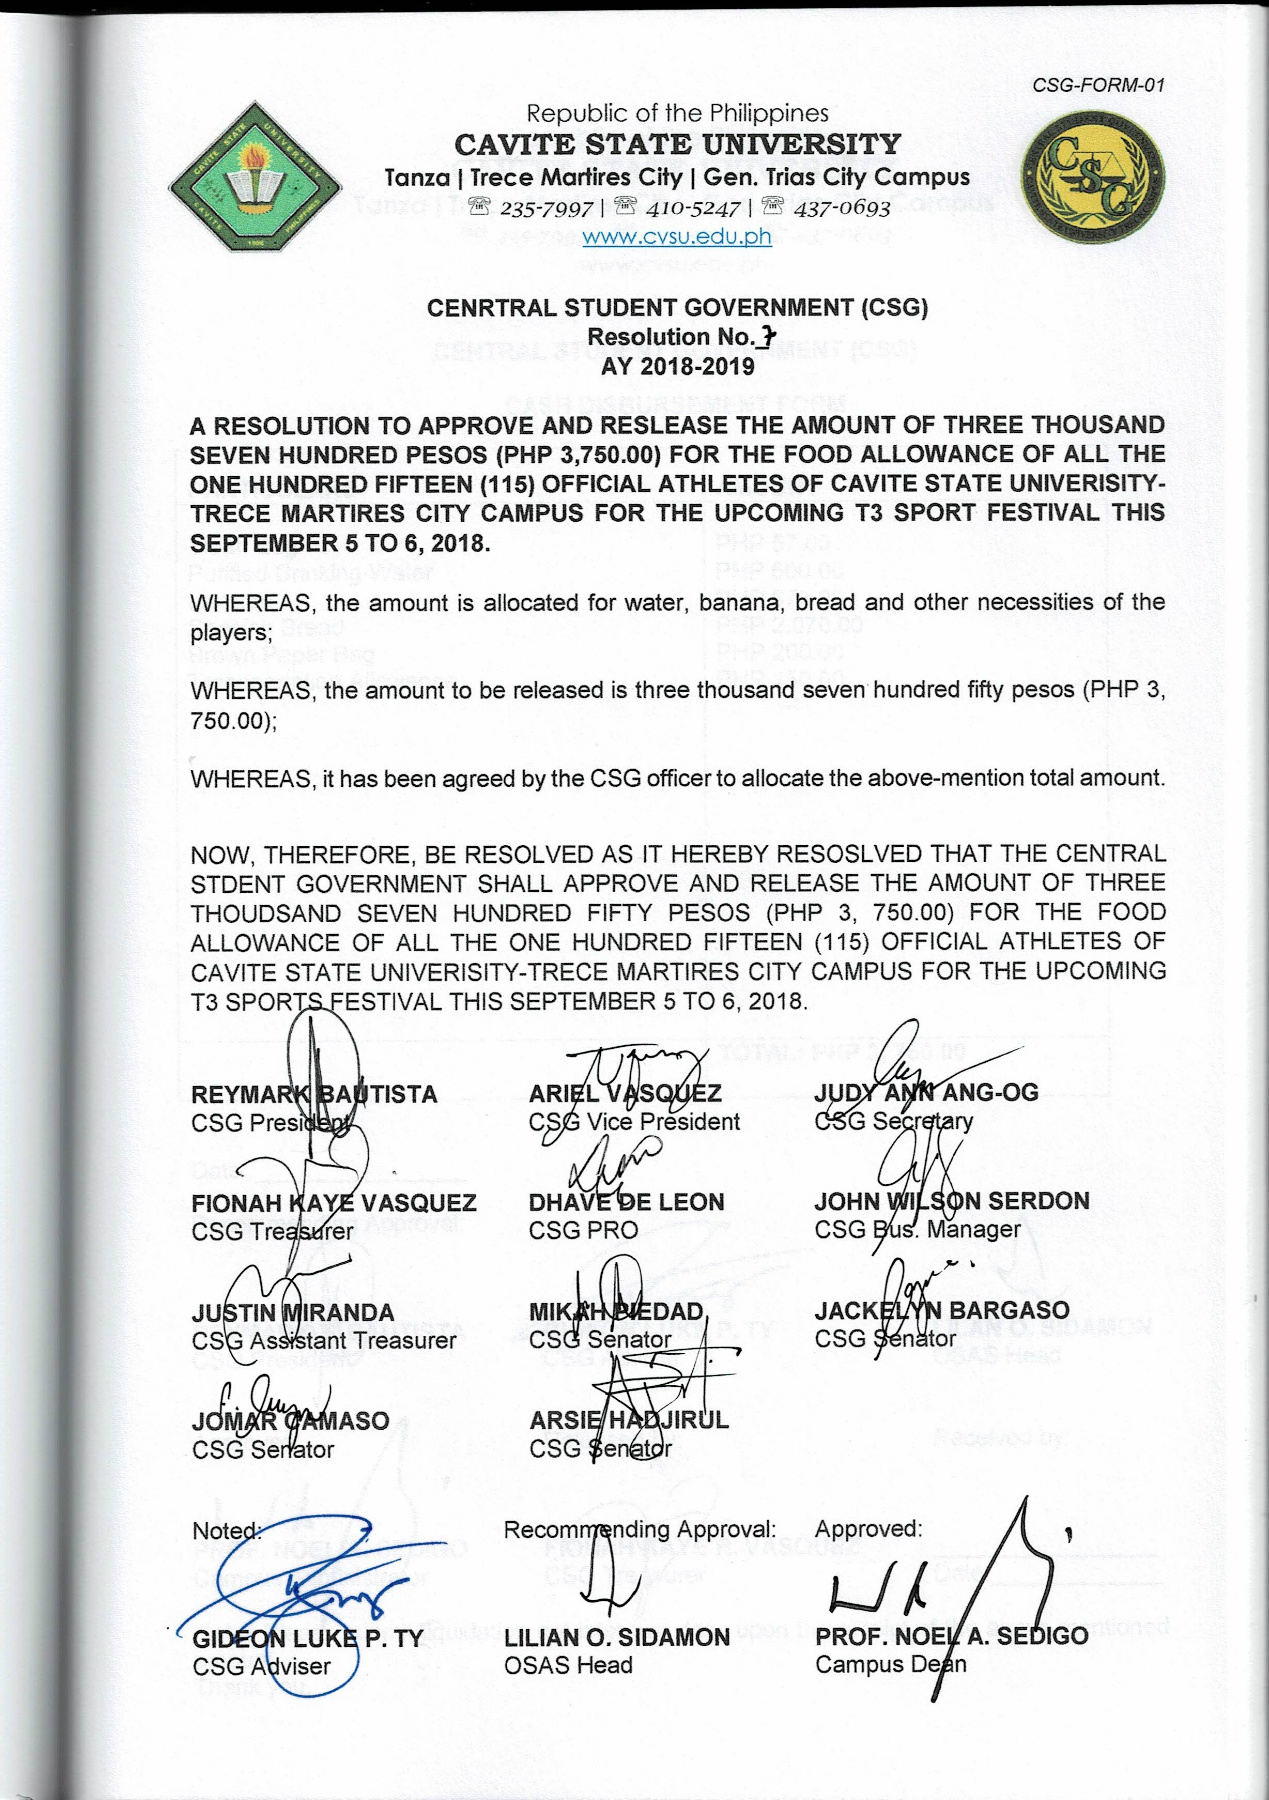 CSG-FORM-01
Republic of the Philippines
CAVITE STATE UNIVERSITY
Tanza | Trece Martires City | Gen. Trias City Campus
☏ 235-7997 | ☏ 410-5247 | ☏ 437-0693
www.cvsu.edu.ph
CENRTRAL STUDENT GOVERNMENT (CSG)
Resolution No. 7
AY 2018-2019
A RESOLUTION TO APPROVE AND RESLEASE THE AMOUNT OF THREE THOUSAND
SEVEN HUNDRED PESOS (PHP 3,750.00) FOR THE FOOD ALLOWANCE OF ALL THE
ONE HUNDRED FIFTEEN (115) OFFICIAL ATHLETES OF CAVITE STATE UNIVERISITY-
TRECE MARTIRES CITY CAMPUS FOR THE UPCOMING T3 SPORT FESTIVAL THIS
SEPTEMBER 5 TO 6, 2018.
WHEREAS, the amount is allocated for water, banana, bread and other necessities of the
players;
WHEREAS, the amount to be released is three thousand seven hundred fifty pesos (PHP 3,
750.00);
WHEREAS, it has been agreed by the CSG officer to allocate the above-mention total amount.
NOW, THEREFORE, BE RESOLVED AS IT HEREBY RESOSLVED THAT THE CENTRAL
STDENT GOVERNMENT SHALL APPROVE AND RELEASE THE AMOUNT OF THREE
THOUDSAND SEVEN HUNDRED FIFTY PESOS (PHP 3, 750.00) FOR THE FOOD
ALLOWANCE OF ALL THE ONE HUNDRED FIFTEEN (115) OFFICIAL ATHLETES OF
CAVITE STATE UNIVERISITY-TRECE MARTIRES CITY CAMPUS FOR THE UPCOMING
T3 SPORTS FESTIVAL THIS SEPTEMBER 5 TO 6, 2018.
REYMARK BAUTISTA ARIEL VASQUEZ JUDY ANN ANG-OG
CSG President CSG Vice President CSG Secretary
FIONAH KAYE VASQUEZ DHAVE DE LEON JOHN WILSON SERDON
CSG Treasurer CSG PRO CSG Bus. Manager
JUSTIN MIRANDA MIKAH PIEDAD JACKELYN BARGASO
CSG Assistant Treasurer CSG Senator CSG Senator
JOMAR CAMASO ARSIE HADJIRUL
CSG Senator CSG Senator
Noted: Recommending Approval: Approved:
GIDEON LUKE P. TY LILIAN O. SIDAMON PROF. NOEL A. SEDIGO
CSG Adviser OSAS Head Campus Dean